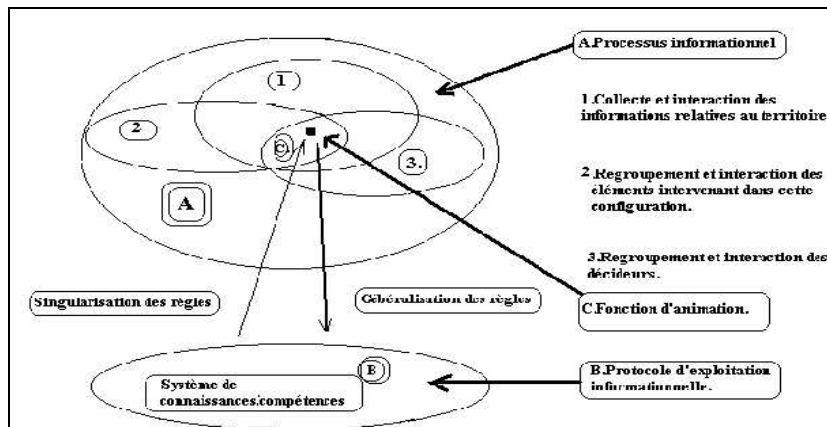 1
2
C.
3.
A
A.Processus informationnel
1.Collecte et interaction des
informations relatives au territoire
2.Regroupement et interaction des
éléments intervenant dans cette
configuration.
3.Regroupement et interaction des
décideurs.
Singularisation des règles
Gébéralisation des règles
C.Fonction d'animation.
B
Système de
connaissances/compétences
B.Protocole d'exploitation
informationnelle.